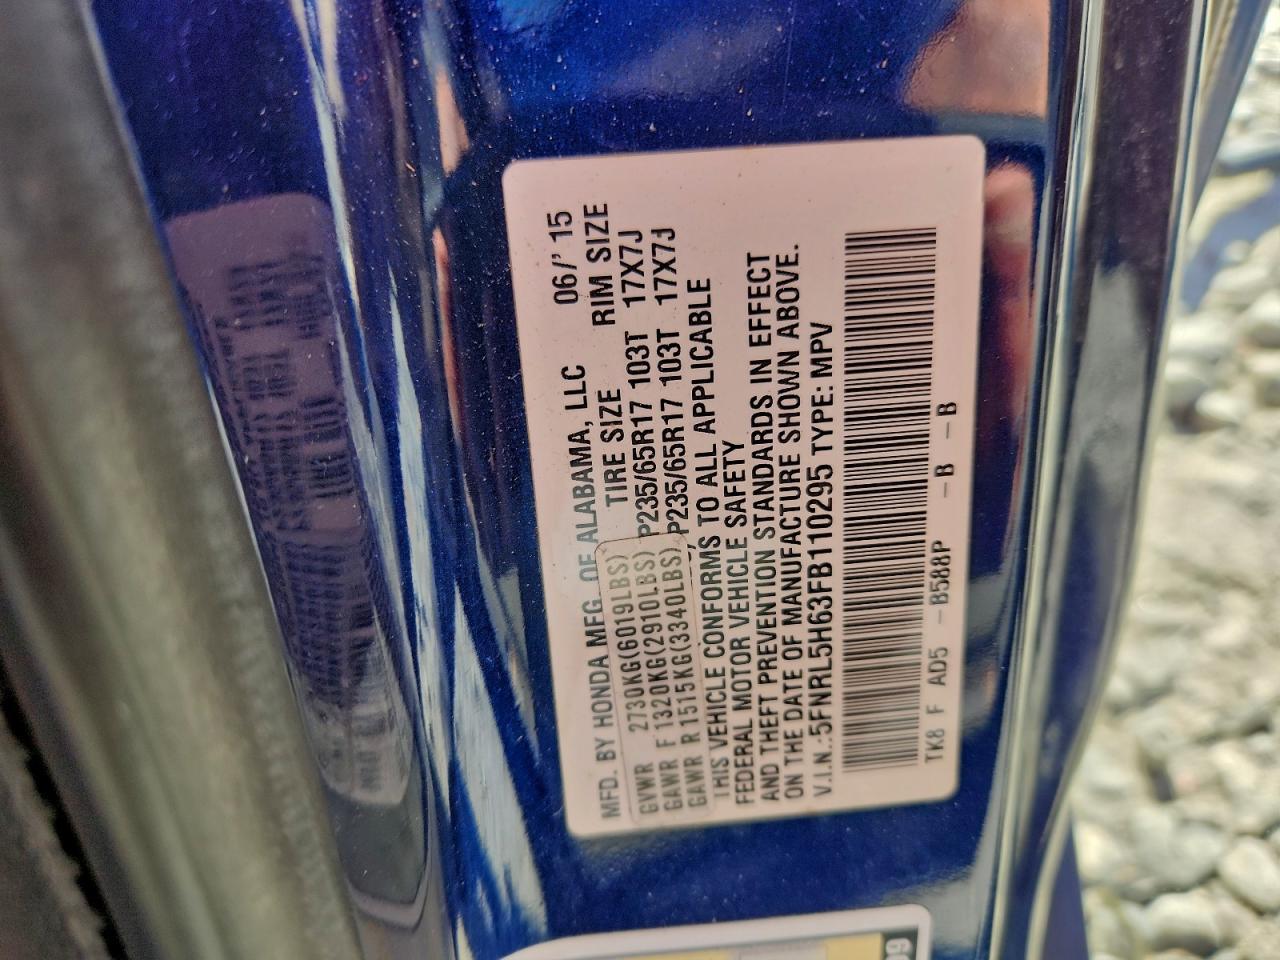 MFD. BY HONDA MFG. OF ALABAMA, LLC 06/'15
TIRE SIZE RIM SIZE
GVWR 2730KG(6019LBS)
GAWR F 1320KG(2910LBS) P235/65R17 103T 17X7J
GAWR R 1515KG(3340LBS) P235/65R17 103T 17X7J
THIS VEHICLE CONFORMS TO ALL APPLICABLE
FEDERAL MOTOR VEHICLE SAFETY
AND THEFT PREVENTION STANDARDS IN EFFECT
ON THE DATE OF MANUFACTURE SHOWN ABOVE.
V.I.N.:5FNRL5H63FB110295 TYPE: MPV
TK8 F AD5 -B588P -B -B
09